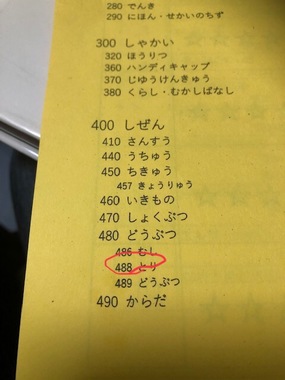 280 でんき
290 にほん・せかいのちず
300 しゃかい
320 ほうりつ
360 ハンディキャップ
370 じゆうけんきゅう
380 くらし・むかしばなし
400 しぜん
410 さんすう
440 うちゅう
450 ちきゅう
457 きょうりゅう
460 いきもの
470 しょくぶつ
480 どうぶつ
486 むし
488 とり
489 どうぶつ
490 からだ